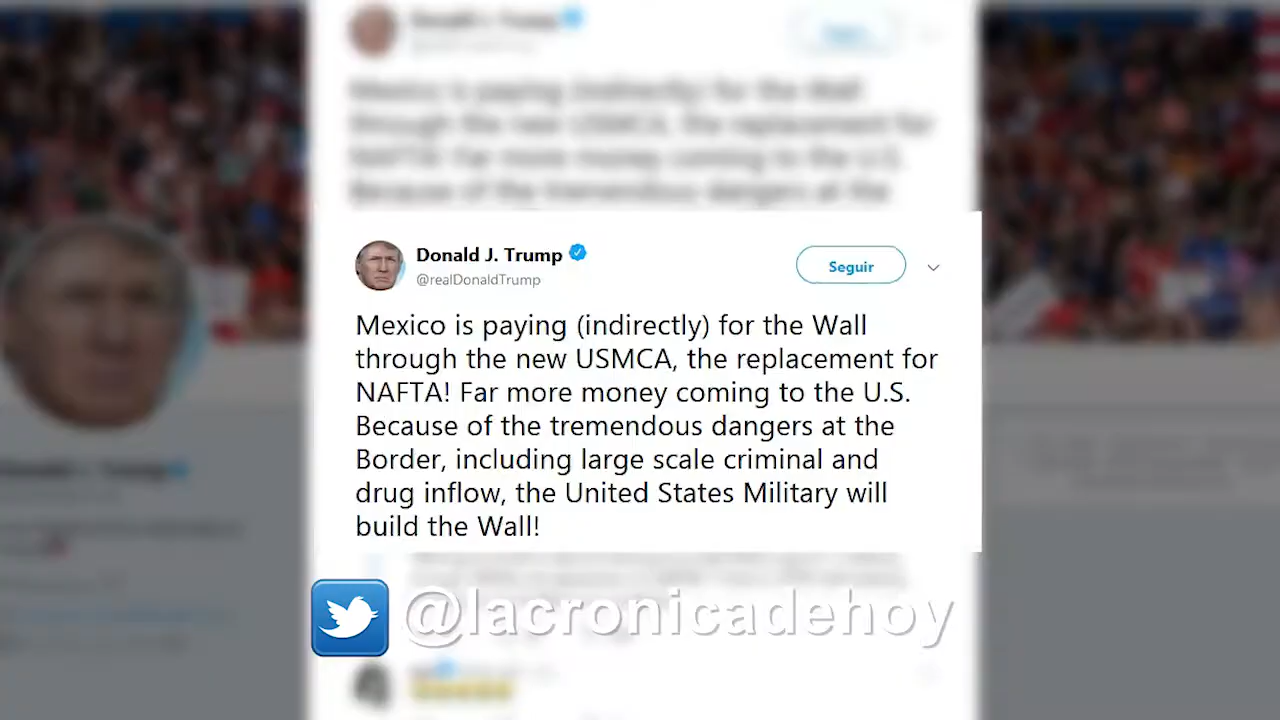 Donald J. Trump
@realDonaldTrump
Seguir
Mexico is paying (indirectly) for the Wall
through the new USMCA, the replacement for
NAFTA! Far more money coming to the U.S.
Because of the tremendous dangers at the
Border, including large scale criminal and
drug inflow, the United States Military will
build the Wall!
@lacronicadehoy